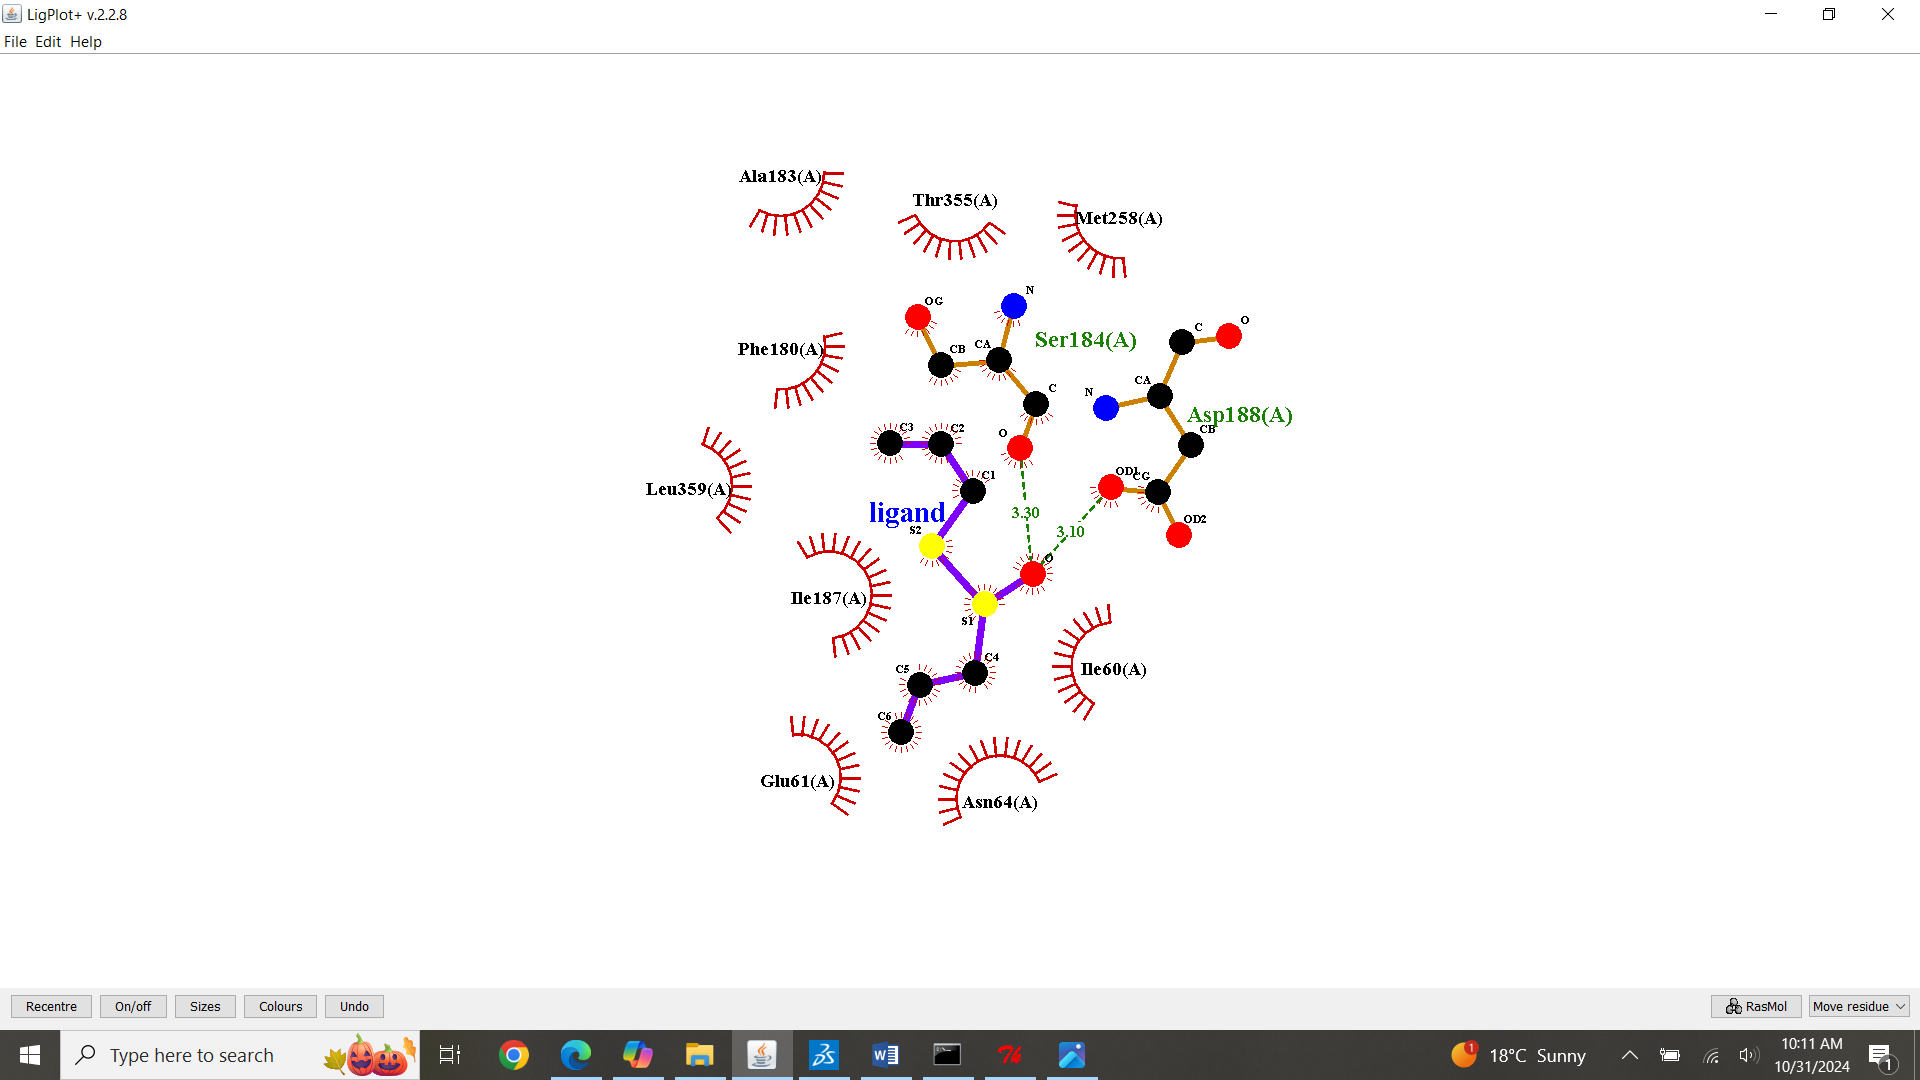 LigPlot+ v.2.2.8
File Edit Help
Ala183(A)
Thr355(A)
Met258(A)
OG
N
Ser184(A)
C
O
Phe180(A)
CB
CA
CA
C
N
Asp188(A)
C3
C2
O
CB
C1
OD1
CG
Leu359(A)
ligand
3.30
OD2
S2
3.10
O
Ile187(A)
S1
C5
C4
Ile60(A)
C6
Glu61(A)
Asn64(A)
Recentre On/off Sizes Colours Undo RasMol Move residue
Type here to search
1
18°C Sunny
10:11 AM
10/31/2024
1